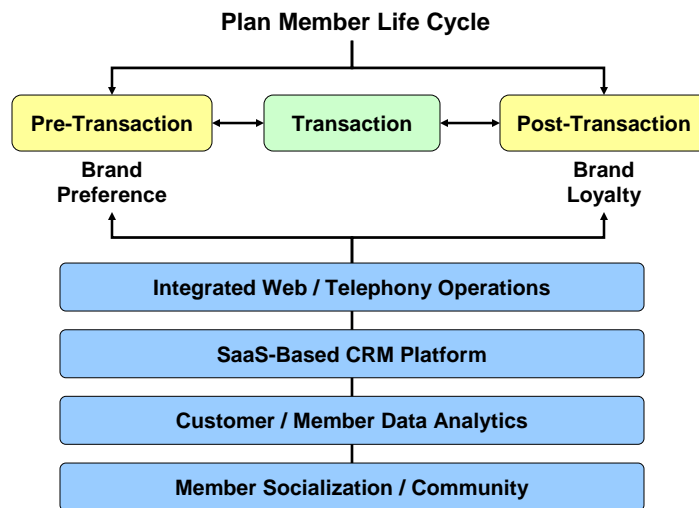 Plan Member Life Cycle
Pre-Transaction
Transaction
Post-Transaction
Brand
Preference
Brand
Loyalty
Integrated Web / Telephony Operations
SaaS-Based CRM Platform
Customer / Member Data Analytics
Member Socialization / Community